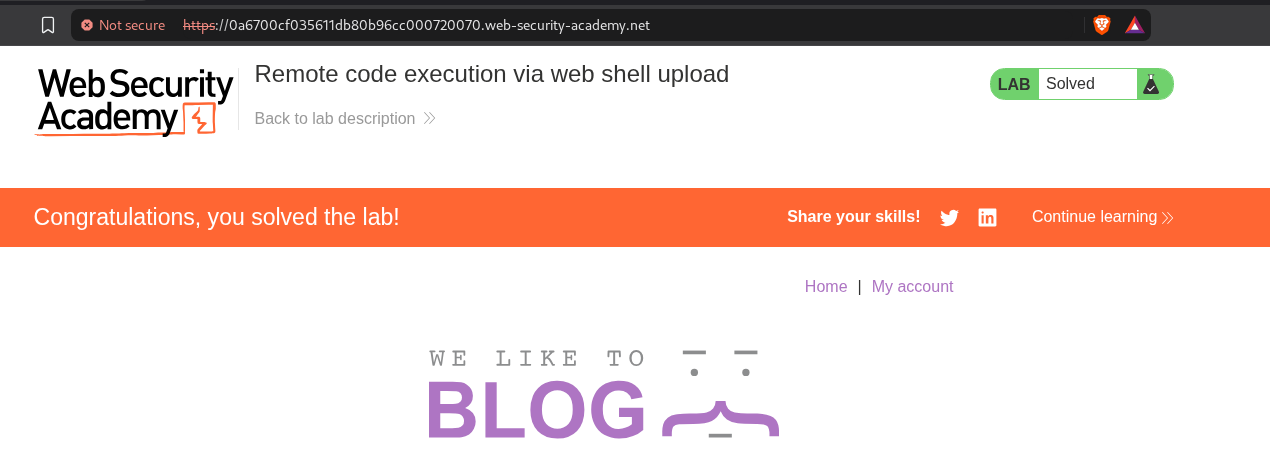 Not secure https://0a6700cf035611db80b96cc000720070.web-security-academy.net
Web Security
Academy
Remote code execution via web shell upload
Back to lab description
LAB Solved
Congratulations, you solved the lab!
Share your skills!
Continue learning
Home | My account
WE LIKE TO
BLOG